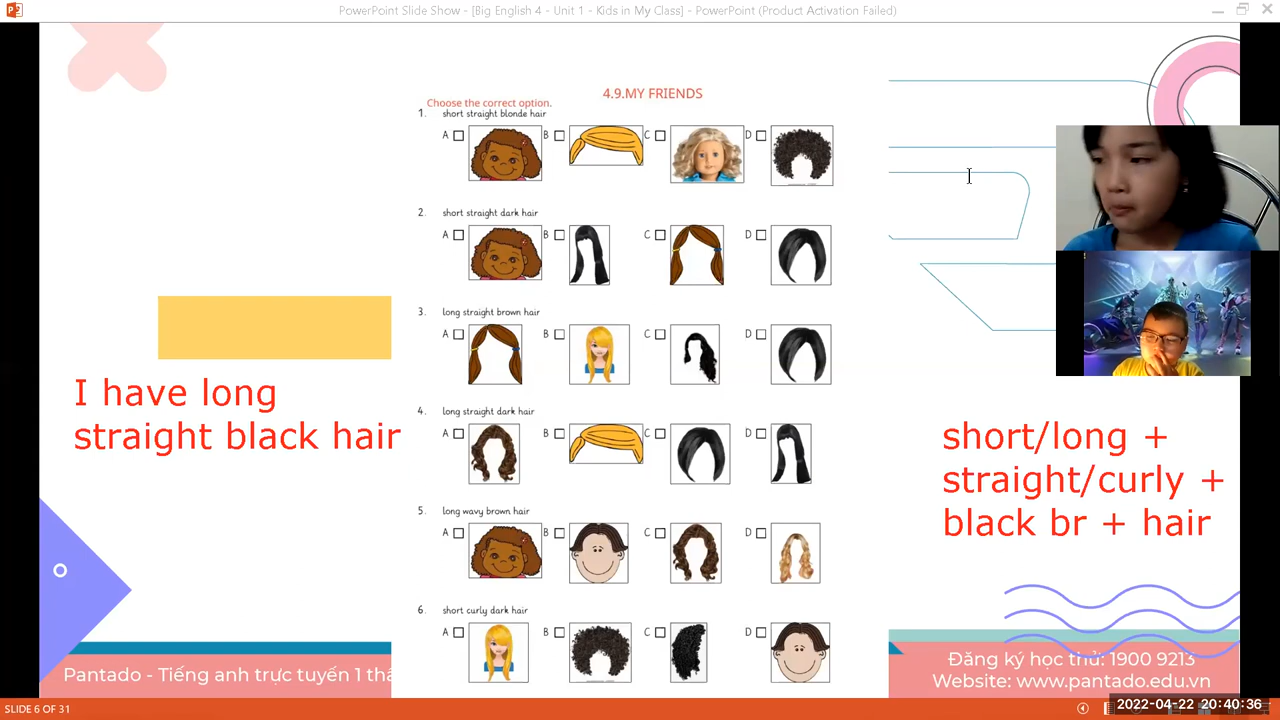 PowerPoint Slide Show - [Big English 4 - Unit 1 - Kids in My Class] - PowerPoint (Product Activation Failed)
4.9.MY FRIENDS
Choose the correct option.
1. short straight blonde hair
A B C D
2. short straight dark hair
A B C D
3. long straight brown hair
A B C D
4. long straight dark hair
A B C D
5. long wavy brown hair
A B C D
6. short curly dark hair
A B C D
I have long
straight black hair
short/long +
straight/curly +
black br + hair
Pantado - Tiếng anh trực tuyến 1 thầ
Đăng ký học thử: 1900 9213
Website: www.pantado.edu.vn
SLIDE 6 OF 31
2022-04-22 20:40:36